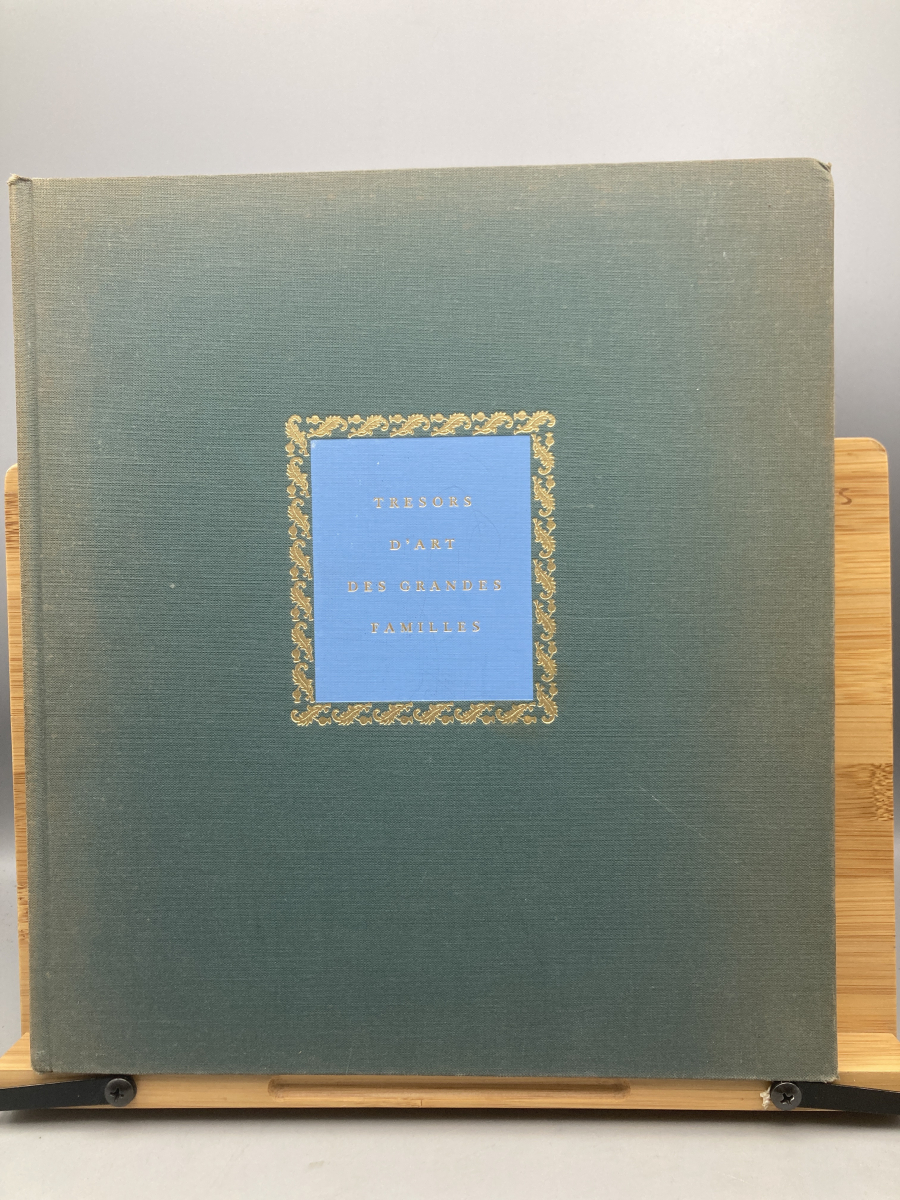 TRESORS
D'ART
DES GRANDES
FAMILLES